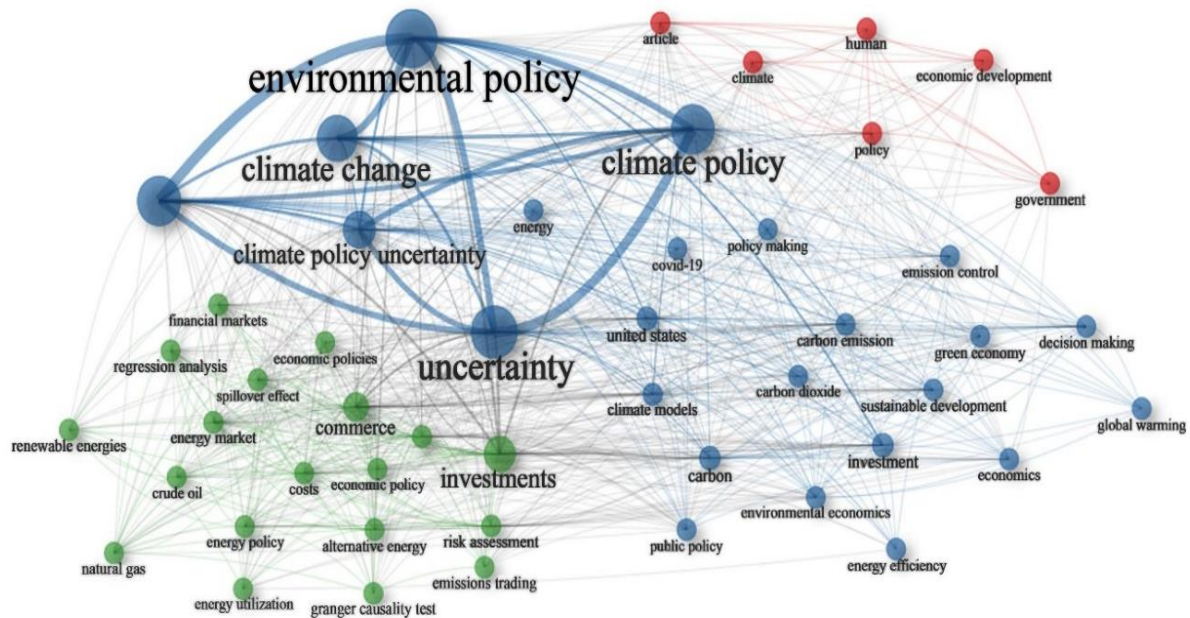 article
human
climate
economic development
environmental policy
climate change
climate policy
policy
government
climate policy uncertainty
energy
policy making
covid-19
emission control
financial markets
united states
carbon emission
green economy
decision making
regression analysis
economic policies
uncertainty
spillover effect
carbon dioxide
climate models
sustainable development
global warming
renewable energies
energy market
commerce
investments
carbon
investment
economics
crude oil
costs
economic policy
environmental economics
energy policy
alternative energy
risk assessment
public policy
energy efficiency
natural gas
emissions trading
energy utilization
granger causality test